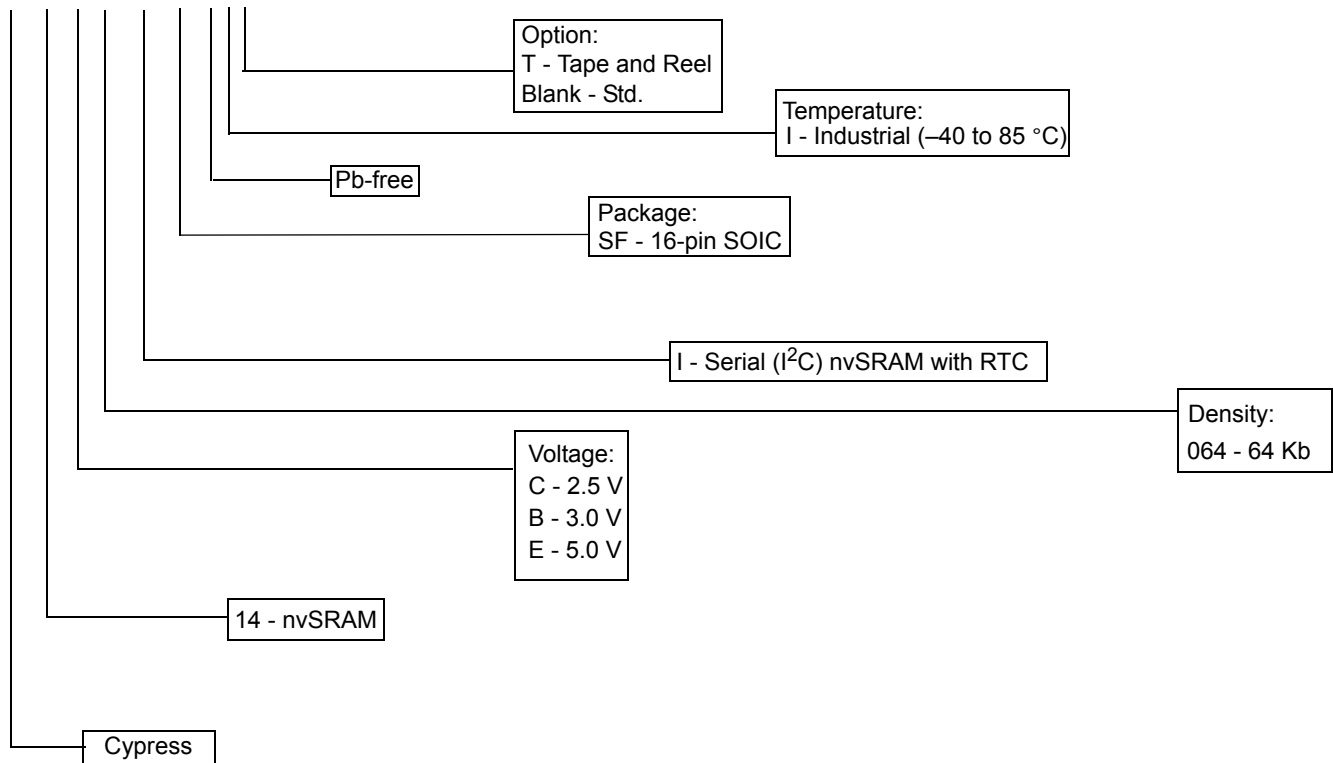 Option:
T - Tape and Reel
Blank - Std.
Temperature:
I - Industrial (–40 to 85 °C)
Pb-free
Package:
SF - 16-pin SOIC
I - Serial (I2C) nvSRAM with RTC
Density:
064 - 64 Kb
Voltage:
C - 2.5 V
B - 3.0 V
E - 5.0 V
14 - nvSRAM
Cypress